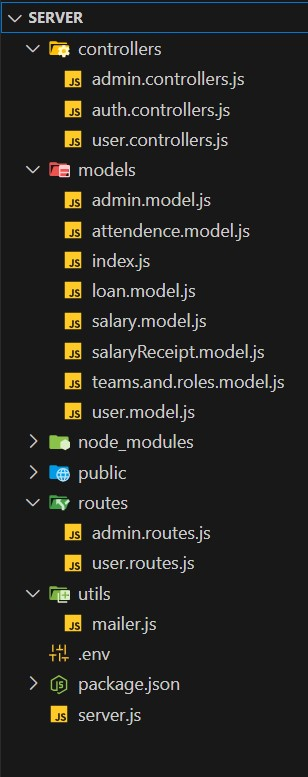 SERVER
controllers
admin.controllers.js
auth.controllers.js
user.controllers.js
models
admin.model.js
attendence.model.js
index.js
loan.model.js
salary.model.js
salaryReceipt.model.js
teams.and.roles.model.js
user.model.js
node_modules
public
routes
admin.routes.js
user.routes.js
utils
mailer.js
.env
package.json
server.js